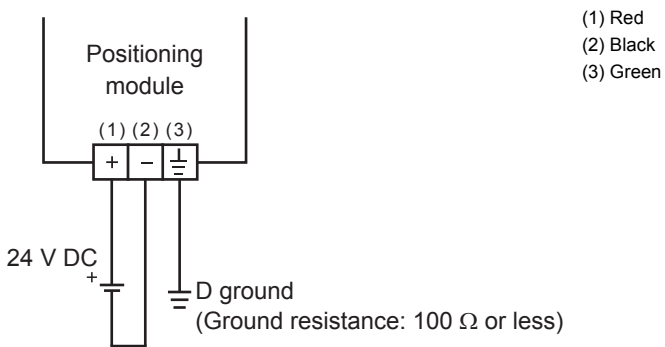 (1) Red
(2) Black
(3) Green
Positioning
module
(1) (2) (3)
+ −
24 V DC
+
D ground
(Ground resistance: 100 Ω or less)